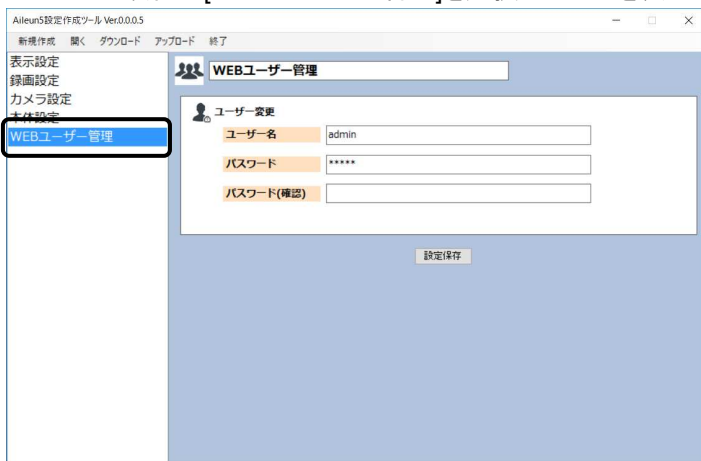 Aileun5設定作成ツール Ver.0.0.0.5
新規作成 開く ダウンロード アップロード 終了
表示設定
録画設定
カメラ設定
本体設定
WEBユーザー管理
WEBユーザー管理
ユーザー変更
ユーザー名 admin
パスワード *****
パスワード(確認)
設定保存